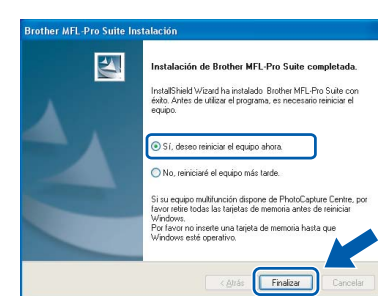 Brother MFL-Pro Suite Instalación
Instalación de Brother MFL-Pro Suite completada.
InstallShield Wizard ha instalado Brother MFL-Pro Suite con
éxito. Antes de utilizar el programa, es necesario reiniciar el
equipo.
Sí, deseo reiniciar el equipo ahora.
No, reiniciaré el equipo más tarde.
Si su equipo multifunción dispone de PhotoCapture Centre, por
favor retire todas las tarjetas de memoria antes de reiniciar
Windows.
Por favor no inserte una tarjeta de memoria hasta que
Windows esté operativo.
< Atrás Finalizar Cancelar